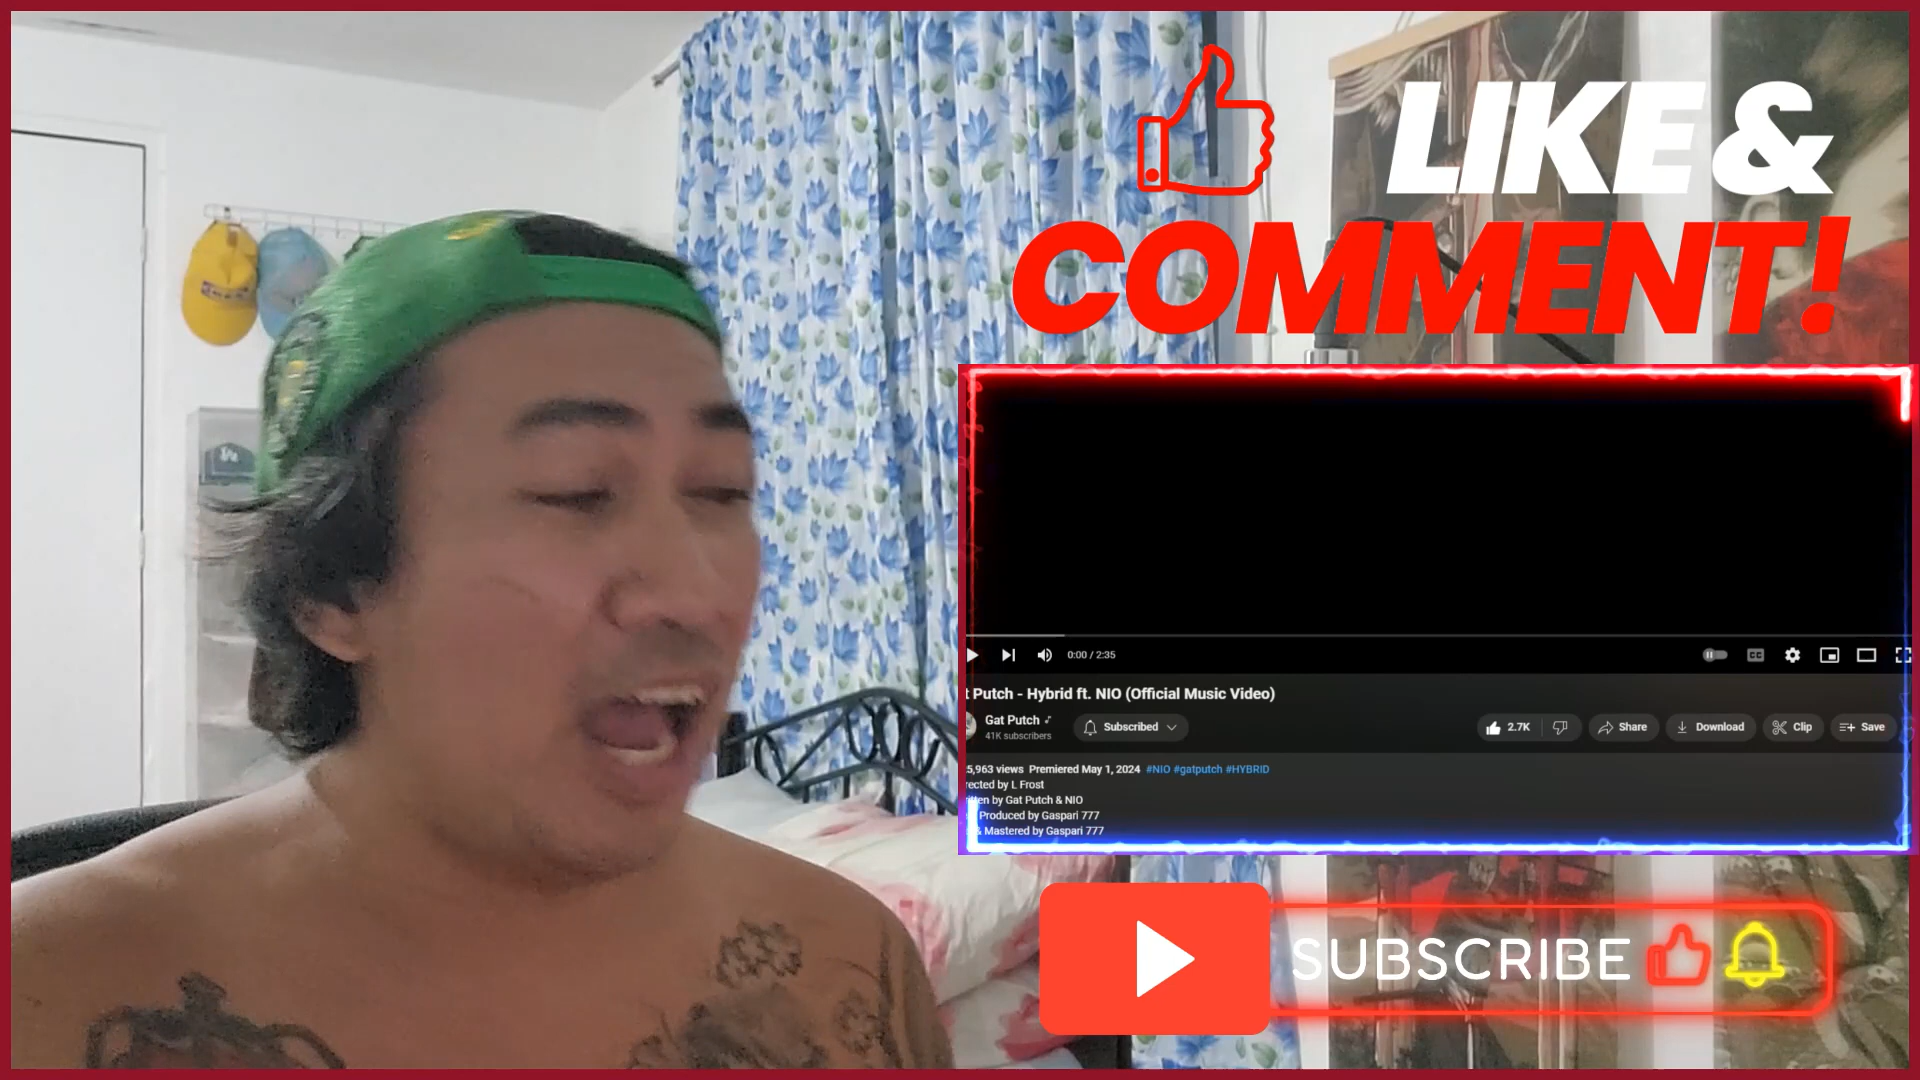 LIKE &
COMMENT!
0:00 / 2:35
t Putch - Hybrid ft. NIO (Official Music Video)
Gat Putch
Subscribed
2.7K
Share
Download
Clip
Save
41K subscribers
5,963 views Premiered May 1, 2024 #NIO #gatputch #HYBRID
rected by L Frost
itten by Gat Putch & NIO
Produced by Gaspari 777
& Mastered by Gaspari 777
SUBSCRIBE